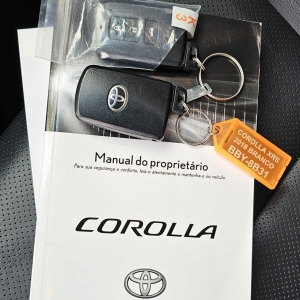 K
3
COROLLA XRS
2018 BRANCO
BBY-8B31
Manual do proprietário
Para sua segurança e conforto, leia-o atentamente e mantenha-o no veículo.
COROLLA